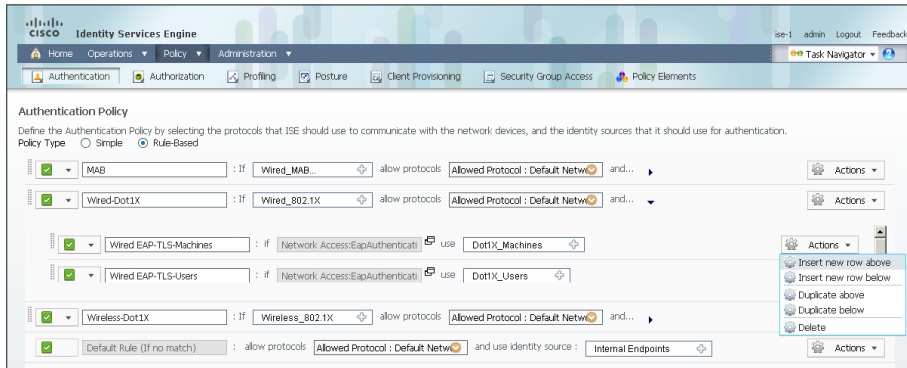 CISCO Identity Services Engine
ise-1 admin Logout Feedback
Home Operations Policy Administration
Task Navigator
Authentication Authorization Profiling Posture Client Provisioning Security Group Access Policy Elements
Authentication Policy
Define the Authentication Policy by selecting the protocols that ISE should use to communicate with the network devices, and the identity sources that it should use for authentication.
Policy Type Simple Rule-Based
MAB : If Wired_MAB... allow protocols Allowed Protocol : Default Netwo and... Actions
Wired-Dot1X : If Wired_802.1X allow protocols Allowed Protocol : Default Netwo and... Actions
Wired EAP-TLS-Machines : if Network Access:EapAuthenticati use Dot1X_Machines Actions
Insert new row above
Wired EAP-TLS-Users : if Network Access:EapAuthenticati use Dot1X_Users
Insert new row below
Duplicate above
Duplicate below
Delete
Wireless-Dot1X : If Wireless_802.1X allow protocols Allowed Protocol : Default Netwo and...
Default Rule (If no match) : allow protocols Allowed Protocol : Default Netwo and use identity source : Internal Endpoints Actions